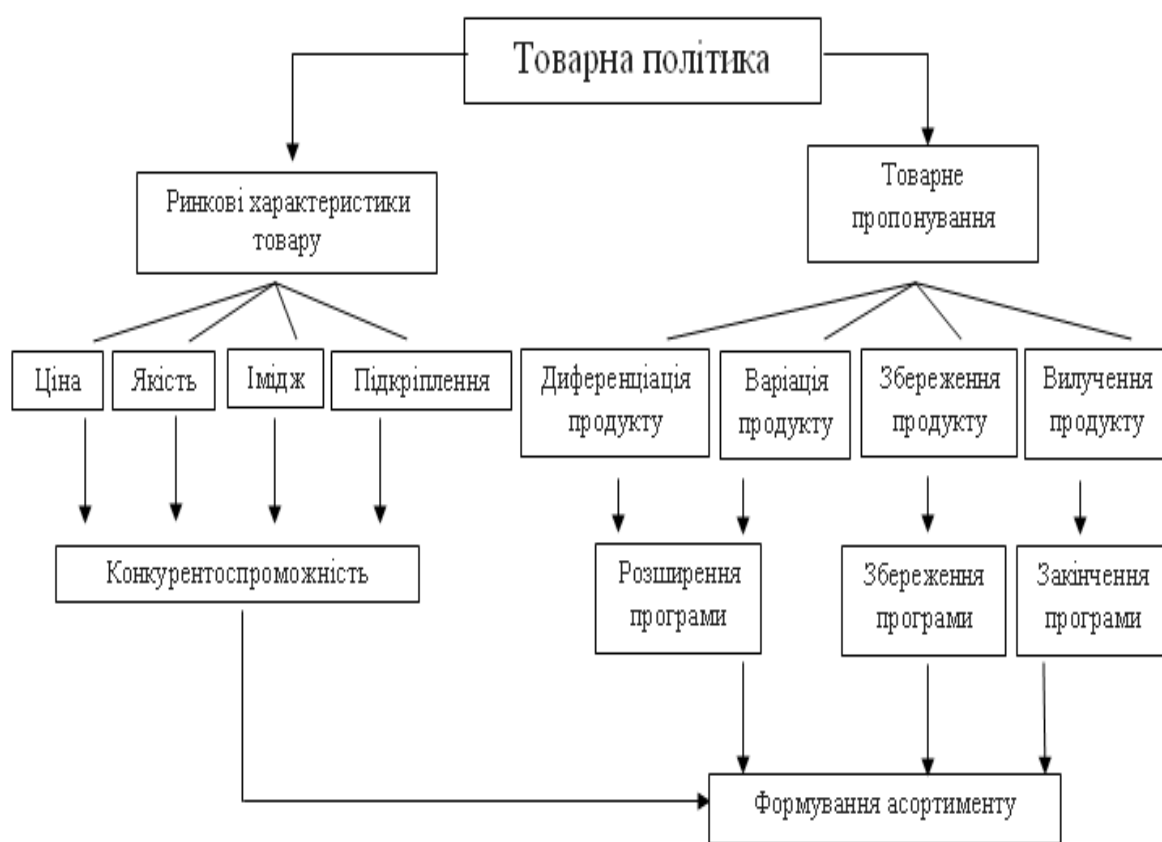 Товарна політика
Ринкові характеристики
товару
Товарне
пропонування
Ціна
Якість
Імідж
Підкріплення
Диференціація
продукту
Варіація
продукту
Збереження
продукту
Вилучення
продукту
Конкурентоспроможність
Розширення
програми
Збереження
програми
Закінчення
програми
Формування асортименту